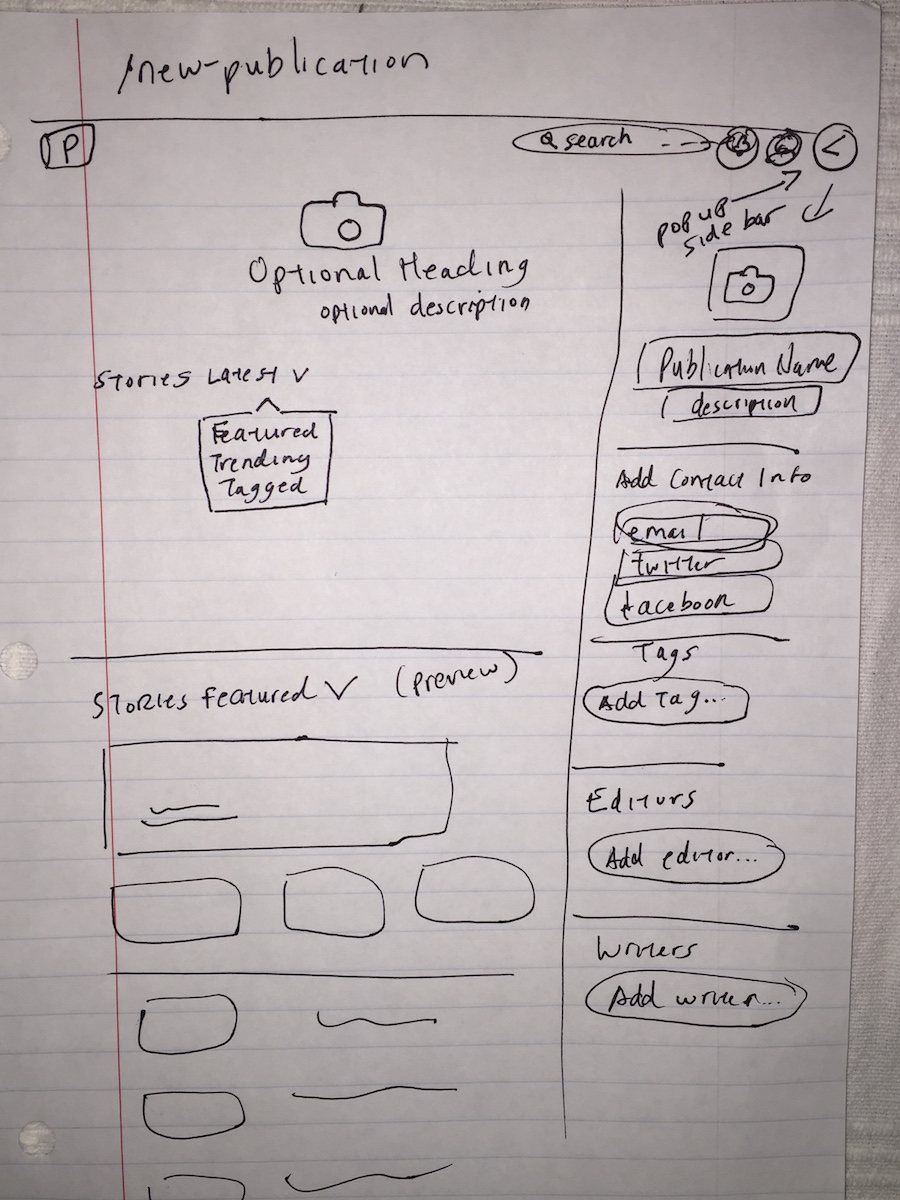 /new-publication
P
search
<
pop up
side bar
Optional Heading
optional description
Stories Latest v
Featured
Trending
Tagged
Stories Featured v (preview)
Publication Name
description
Add Contact Info
email
twitter
facebook
Tags
Add Tag...
Editors
Add editor...
Writers
Add writer...